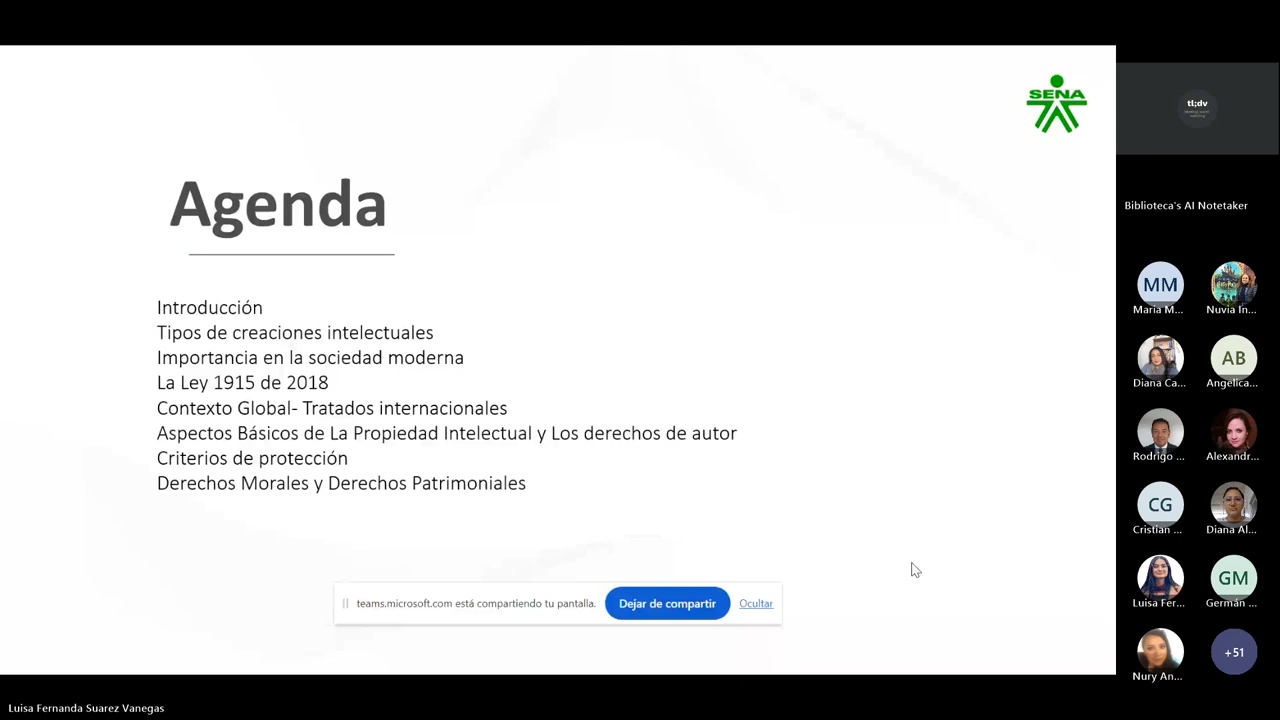 SENA
Agenda
Introducción
Tipos de creaciones intelectuales
Importancia en la sociedad moderna
La Ley 1915 de 2018
Contexto Global- Tratados internacionales
Aspectos Básicos de La Propiedad Intelectual y Los derechos de autor
Criterios de protección
Derechos Morales y Derechos Patrimoniales
teams.microsoft.com está compartiendo tu pantalla.
Dejar de compartir
Ocultar
tl;dv
Biblioteca's AI Notetaker
MM
Maria M...
Nuvia In...
Diana Ca...
AB
Angelica...
Rodrigo ...
Alexandr...
CG
Cristian ...
Diana Al...
Luisa Fer...
GM
Germán ...
Nury An...
+51
Luisa Fernanda Suarez Vanegas